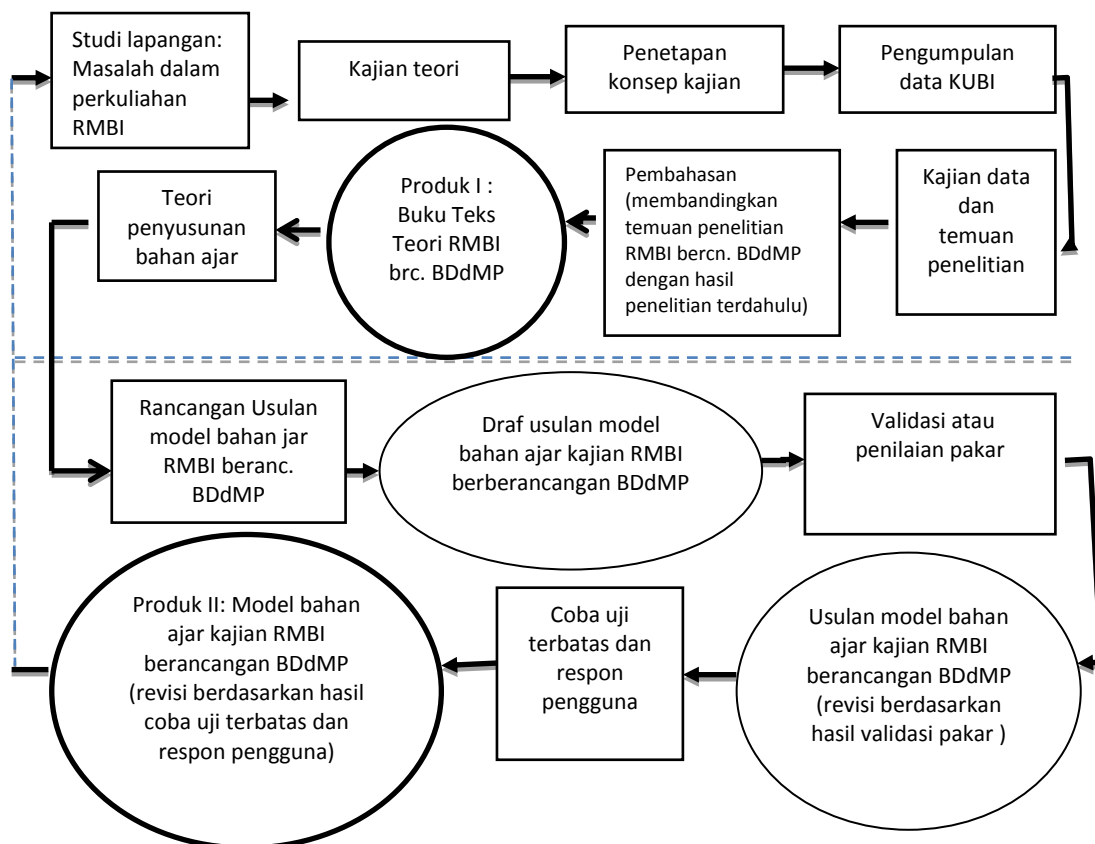 Studi lapangan:
Masalah dalam
perkuliahan
RMBI
Kajian teori
Penetapan
konsep kajian
Pengumpulan
data KUBI
Teori
penyusunan
bahan ajar
Produk I :
Buku Teks
Teori RMBI
brc. BDdMP
Pembahasan
(membandingkan
temuan penelitian
RMBI bercn. BDdMP
dengan hasil
penelitian terdahulu)
Kajian data
dan
temuan
penelitian
Rancangan Usulan
model bahan jar
RMBI beranc.
BDdMP
Draf usulan model
bahan ajar kajian RMBI
berberancangan BDdMP
Validasi atau
penilaian pakar
Produk II: Model bahan
ajar kajian RMBI
berancangan BDdMP
(revisi berdasarkan hasil
coba uji terbatas dan
respon pengguna)
Coba uji
terbatas dan
respon
pengguna
Usulan model bahan
ajar kajian RMBI
berancangan BDdMP
(revisi berdasarkan
hasil validasi pakar )